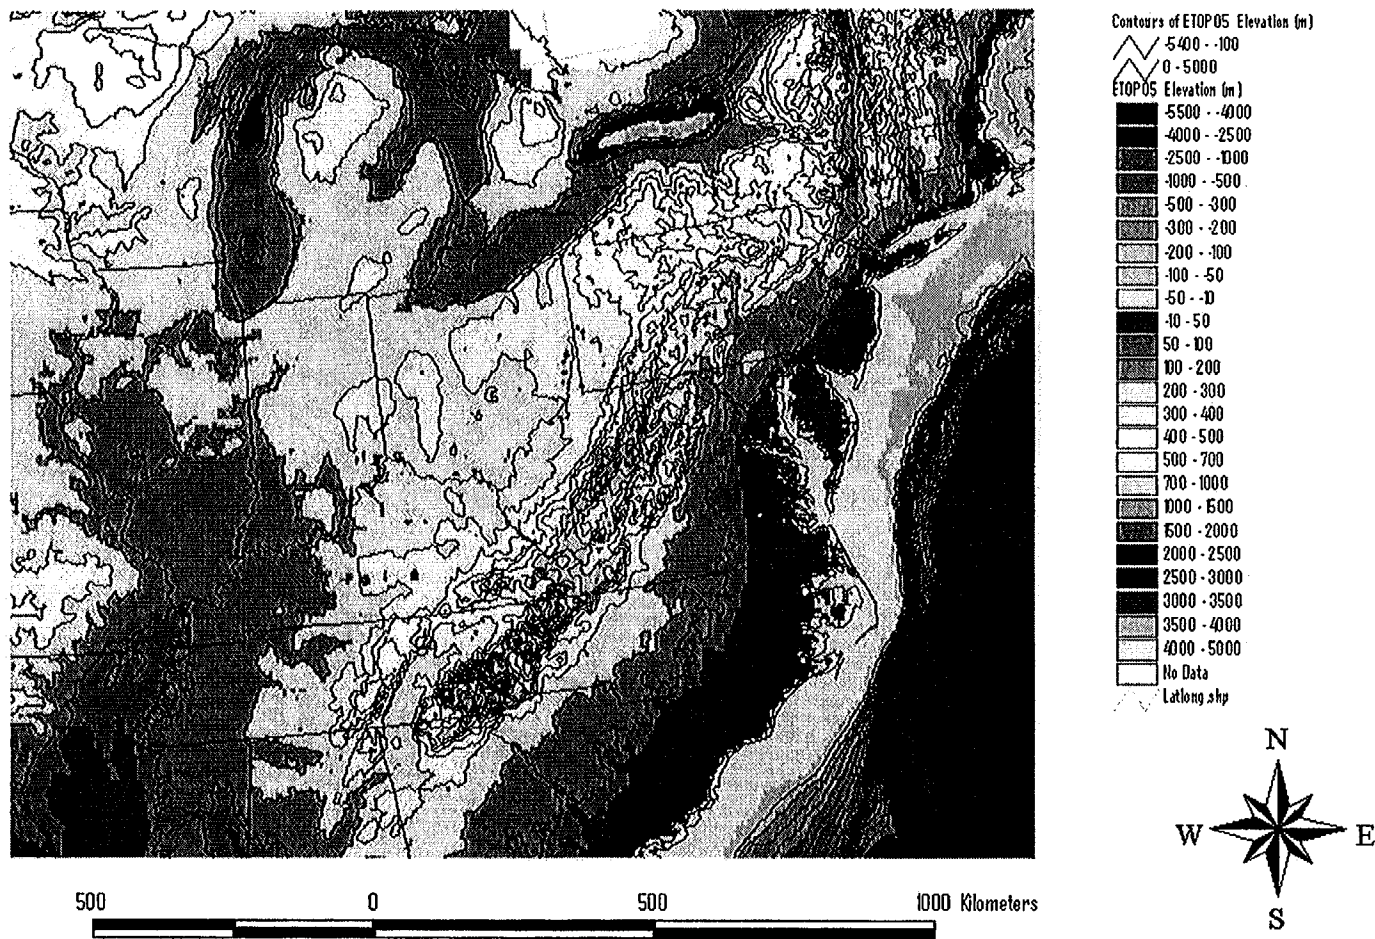 Contours of ETOPO5 Elevation (m)
-5400 - -100
0 - 5000
ETOPO5 Elevation (m)
-5500 - -4000
-4000 - -2500
-2500 - -1000
-1000 - -500
-500 - -300
-300 - -200
-200 - -100
-100 - -50
-50 - -10
-10 - 50
50 - 100
100 - 200
200 - 300
300 - 400
400 - 500
500 - 700
700 - 1000
1000 - 1500
1500 - 2000
2000 - 2500
2500 - 3000
3000 - 3500
3500 - 4000
4000 - 5000
No Data
Latlong.shp
N
W E
S
500 0 500 1000 Kilometers